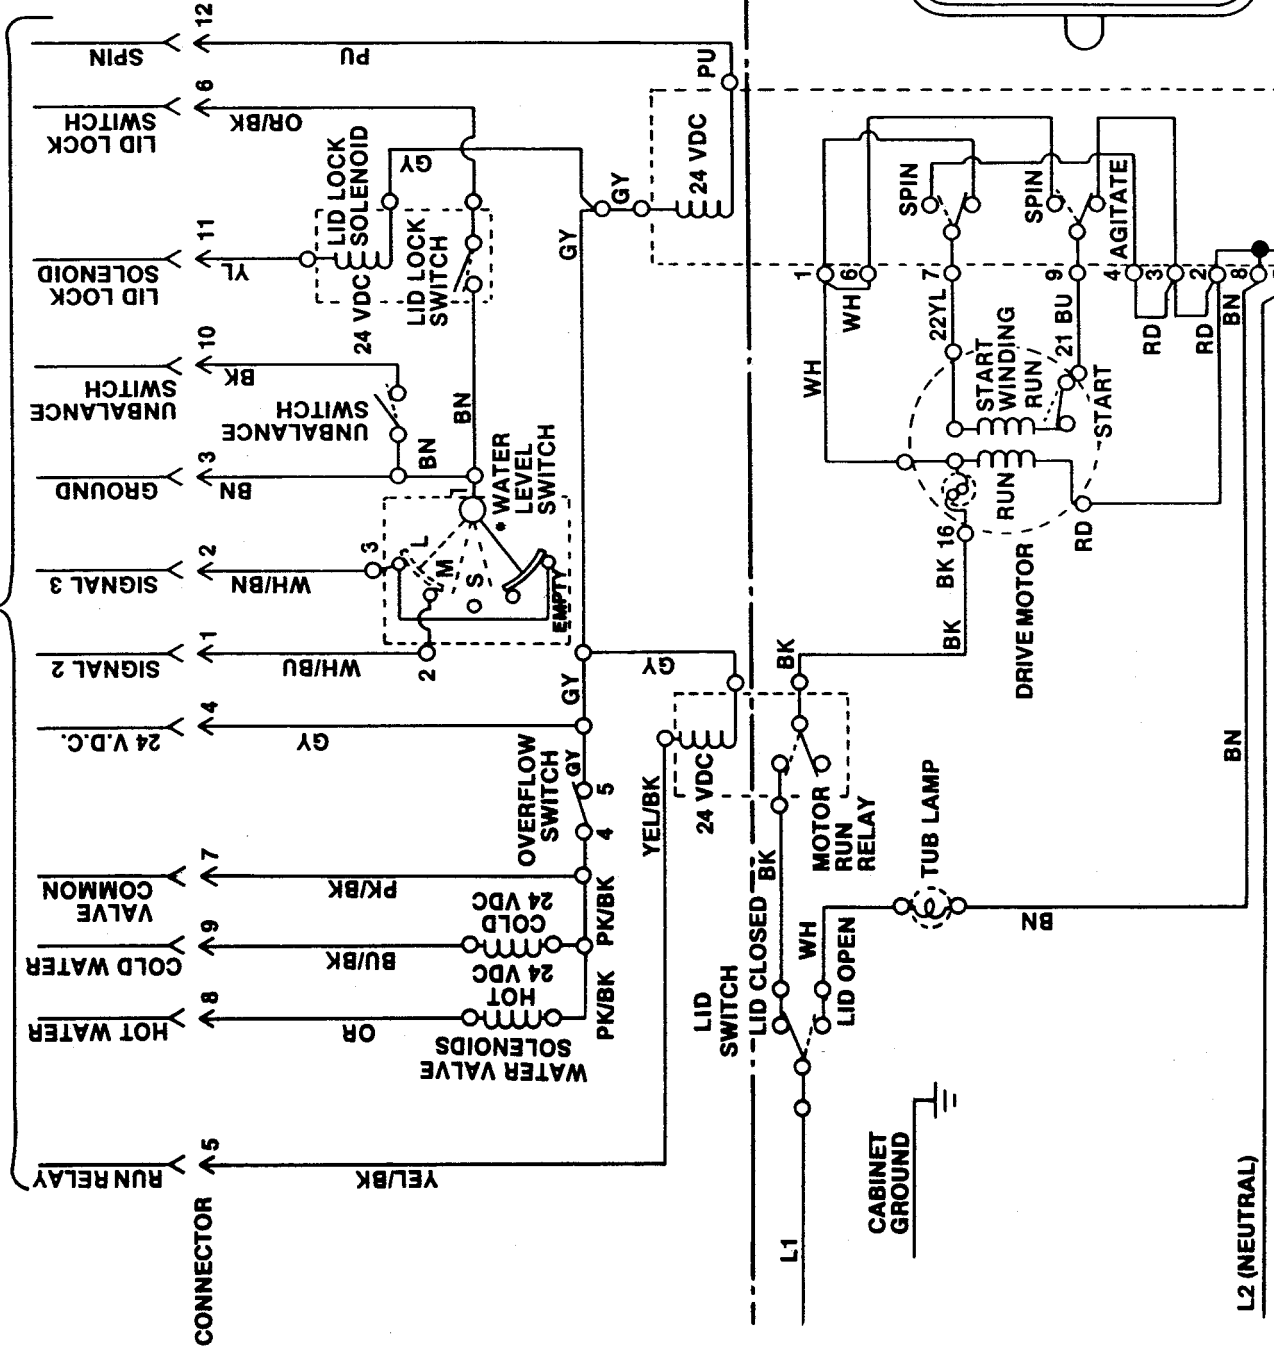 SPIN
12
PU
PU
LID LOCK
SWITCH
6
OR/BK
LID LOCK
SOLENOID
11
YL
LID LOCK
SOLENOID
24 VDC
GY
LID LOCK
SWITCH
GY
GY
24 VDC
UNBALANCE
SWITCH
10
BK
UNBALANCE
SWITCH
BN
GROUND
3
BN
BN
1
* WATER
LEVEL
SWITCH
SIGNAL 3
2
WH/BN
3
L
M
S
EMPTY
SIGNAL 2
1
WH/BU
2
GY
GY
24 V.D.C.
4
GY
OVERFLOW
SWITCH
GY
5
4
YEL/BK
24 VDC
VALVE
COMMON
7
PK/BK
PK/BK
COLD WATER
9
BU/BK
COLD
24 VDC
HOT WATER
8
OR
HOT
24 VDC
PK/BK
WATER VALVE
SOLENOIDS
RUN RELAY
5
YEL/BK
CONNECTOR
SPIN
SPIN
AGITATE
1
6
7
9
4
3
2
8
WH
WH
22YL
21 BU
RD
RD
BN
START
WINDING
RUN
START
RUN
RD
BK 16
BK
DRIVE MOTOR
BK
MOTOR
RUN
RELAY
BK
TUB LAMP
BN
BN
LID
SWITCH
LID CLOSED
WH
LID OPEN
L1
CABINET
GROUND
L2 (NEUTRAL)